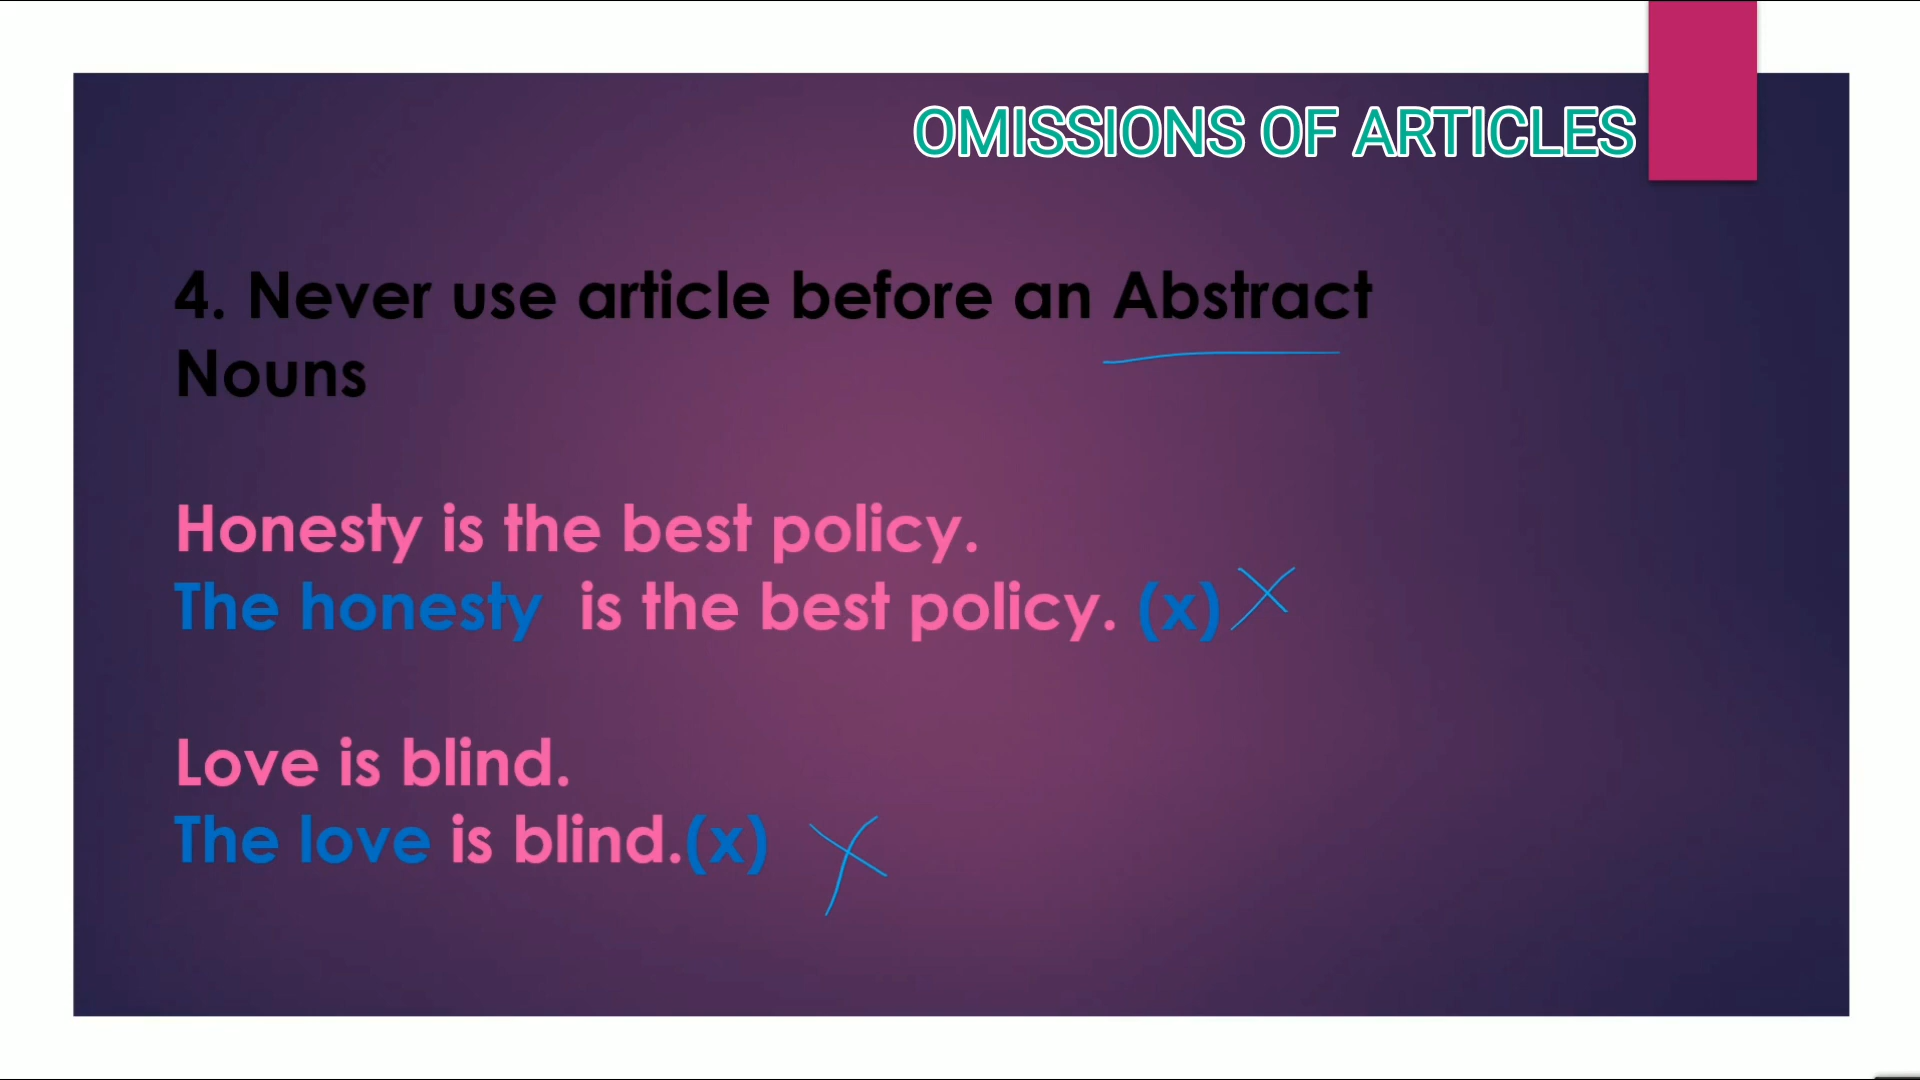 OMISSIONS OF ARTICLES
4. Never use article before an Abstract
Nouns
Honesty is the best policy.
The honesty is the best policy. (x)
Love is blind.
The love is blind.(x)